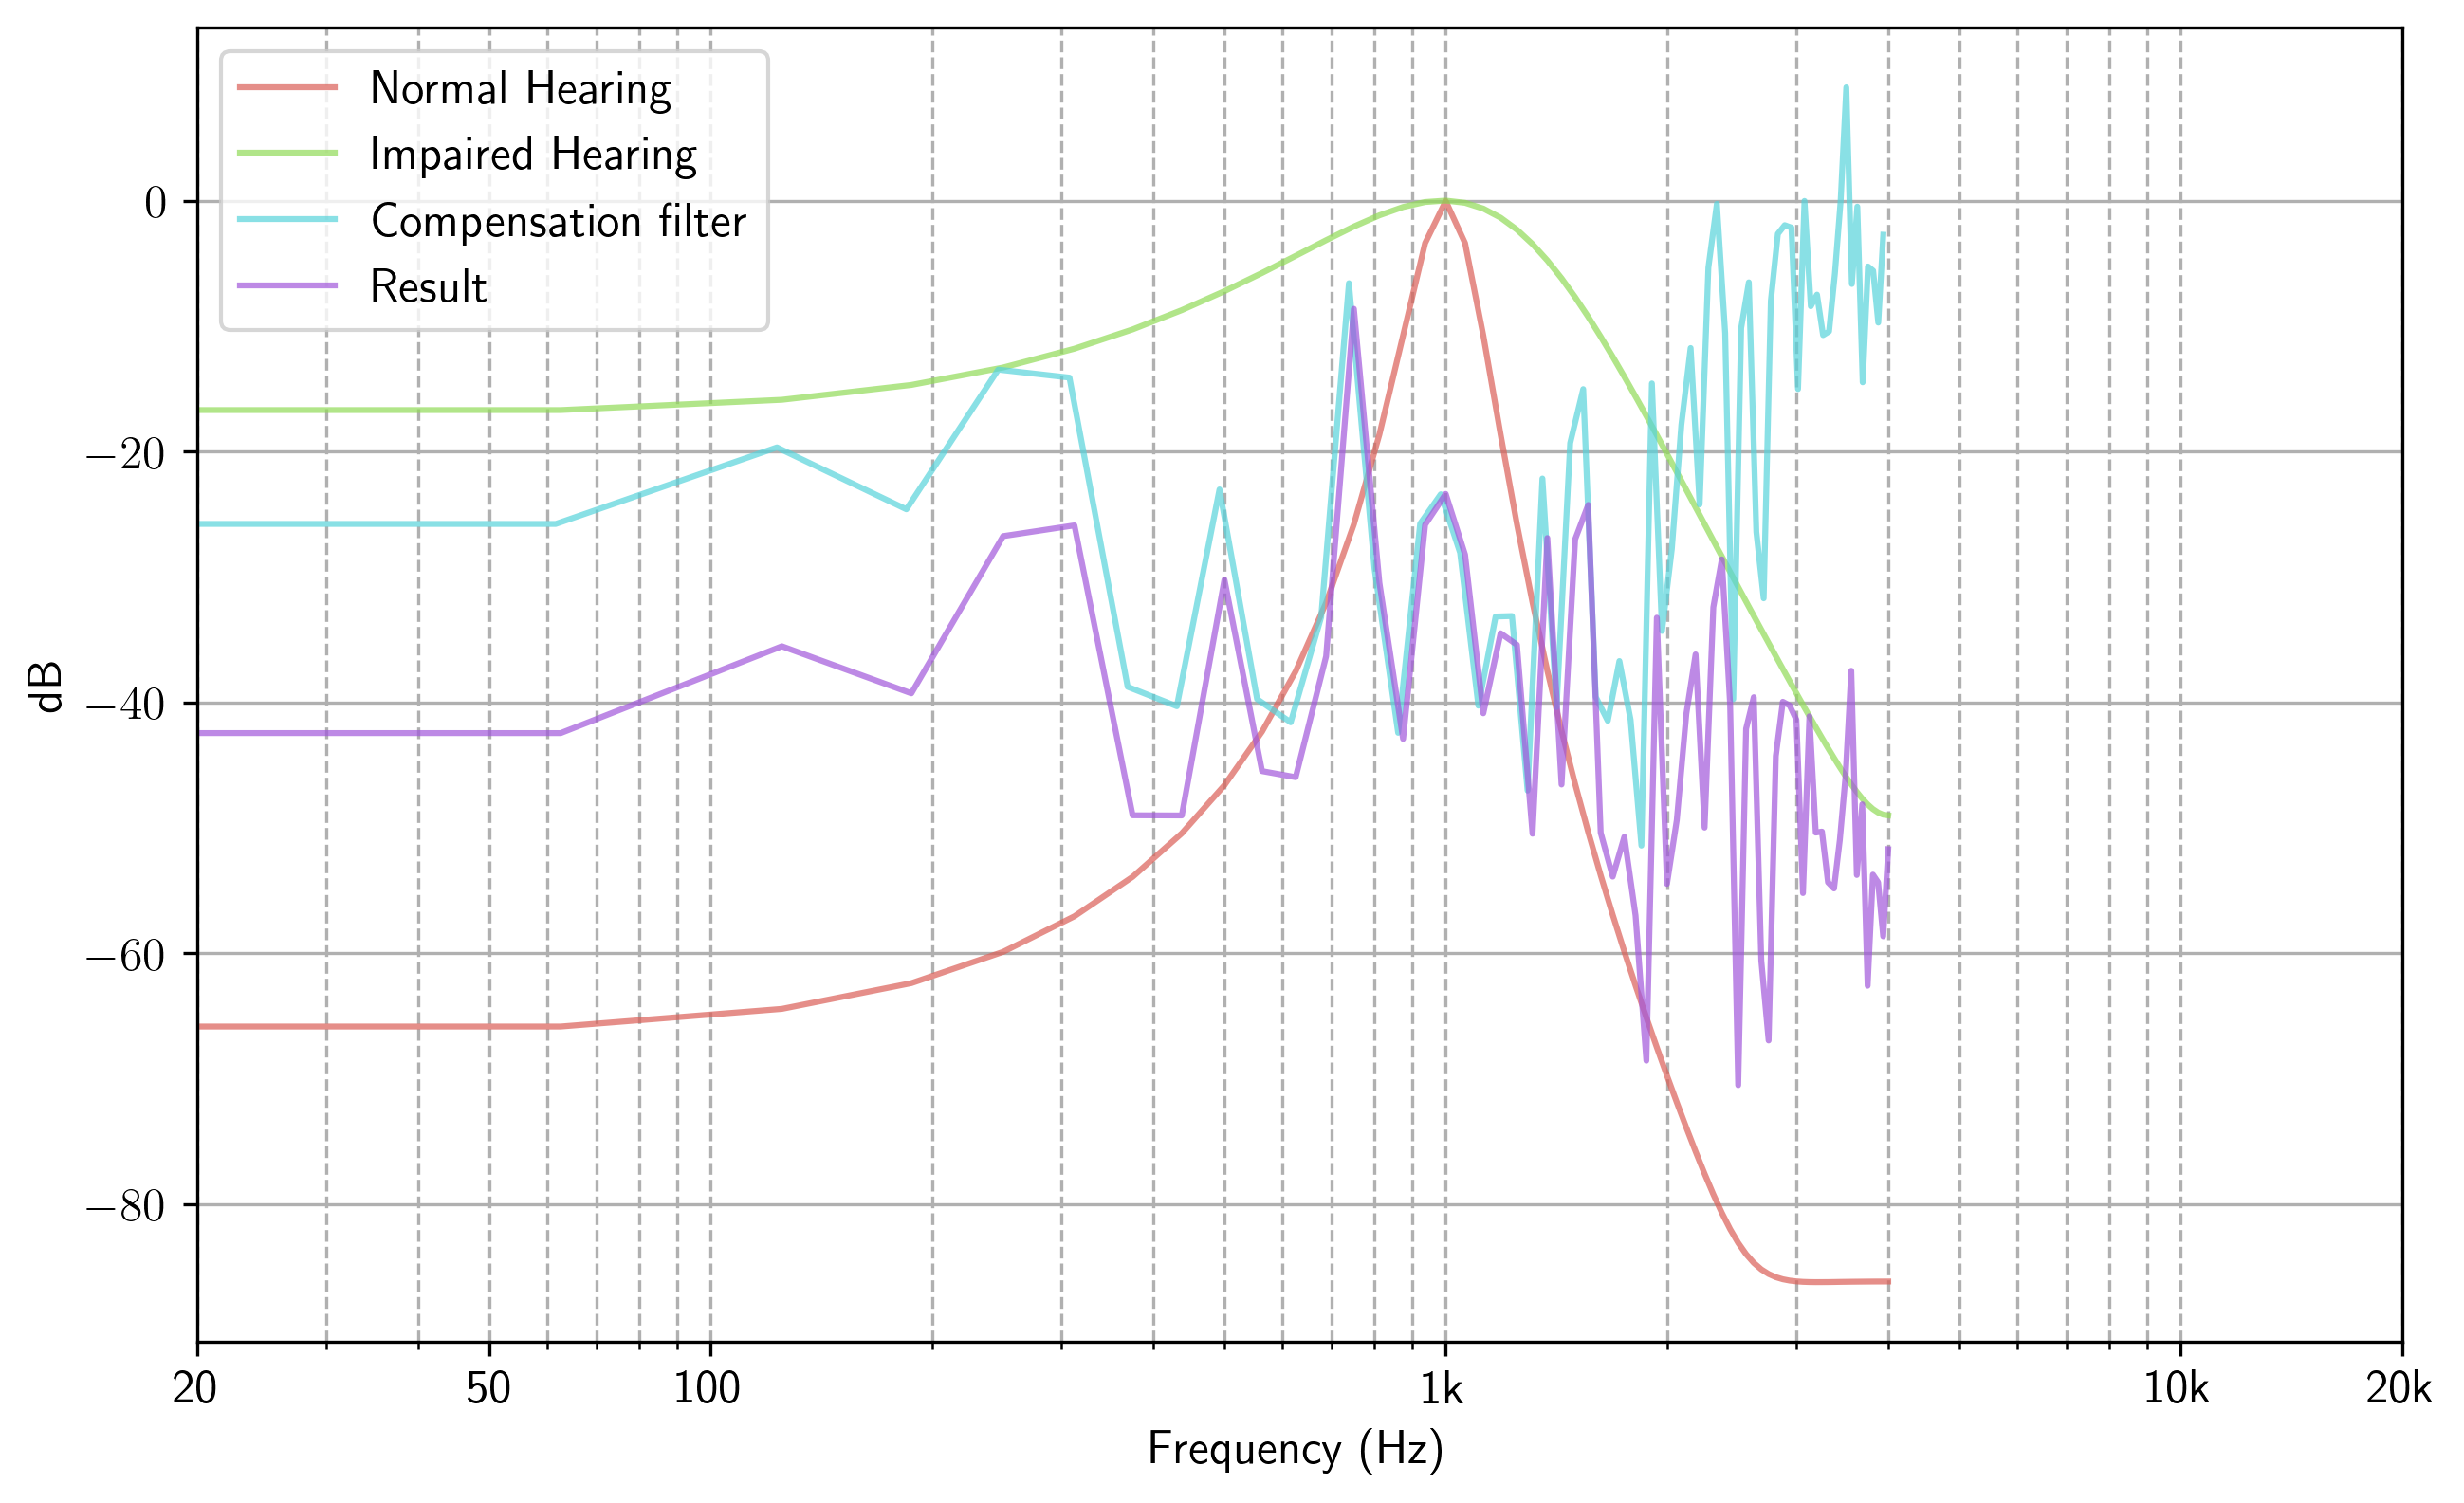 Normal Hearing
Impaired Hearing
Compensation filter
Result
0
−20
−40
−60
−80
dB
20 50 100 1k 10k 20k
Frequency (Hz)